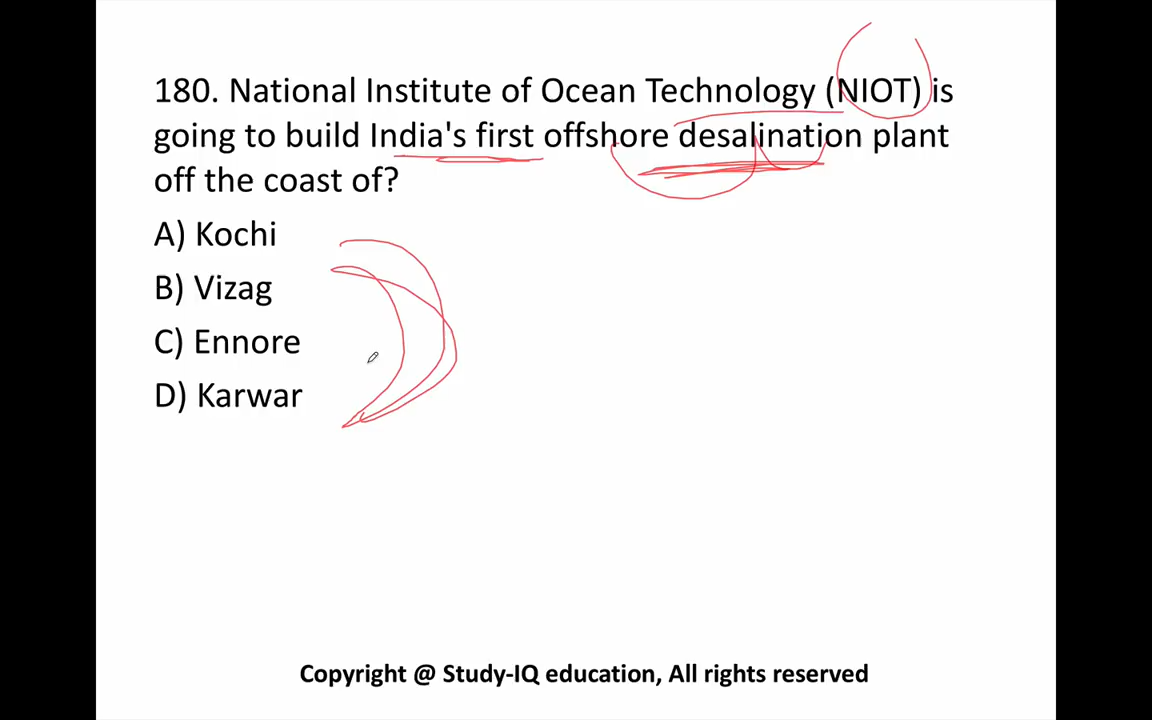 180. National Institute of Ocean Technology (NIOT) is
going to build India's first offshore desalination plant
off the coast of?
A) Kochi
B) Vizag
C) Ennore
D) Karwar
Copyright @ Study-IQ education, All rights reserved